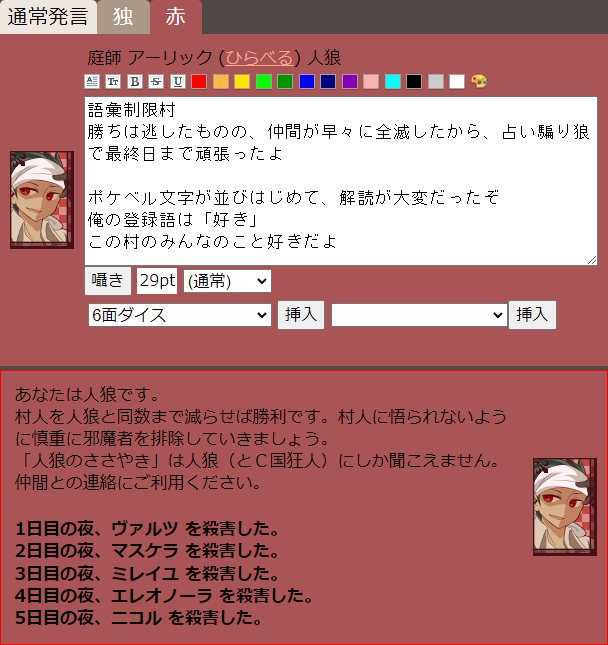 通常発言 独 赤
庭師 アーリック (ひらべる) 人狼
語彙制限村
勝ちは逃したものの、仲間が早々に全滅したから、占い騙り狼
で最終日まで頑張ったよ
ポケベル文字が並びはじめて、解読が大変だったぞ
俺の登録語は「好き」
この村のみんなのこと好きだよ
囁き 29pt (通常)
6面ダイス 挿入 挿入
あなたは人狼です。
村人を人狼と同数まで減らせば勝利です。村人に悟られないよう
に慎重に邪魔者を排除していきましょう。
「人狼のささやき」は人狼（とＣ国狂人）にしか聞こえません。
仲間との連絡にご利用ください。
1日目の夜、ヴァルツ を殺害した。
2日目の夜、マスケラ を殺害した。
3日目の夜、ミレイユ を殺害した。
4日目の夜、エレオノーラ を殺害した。
5日目の夜、ニコル を殺害した。